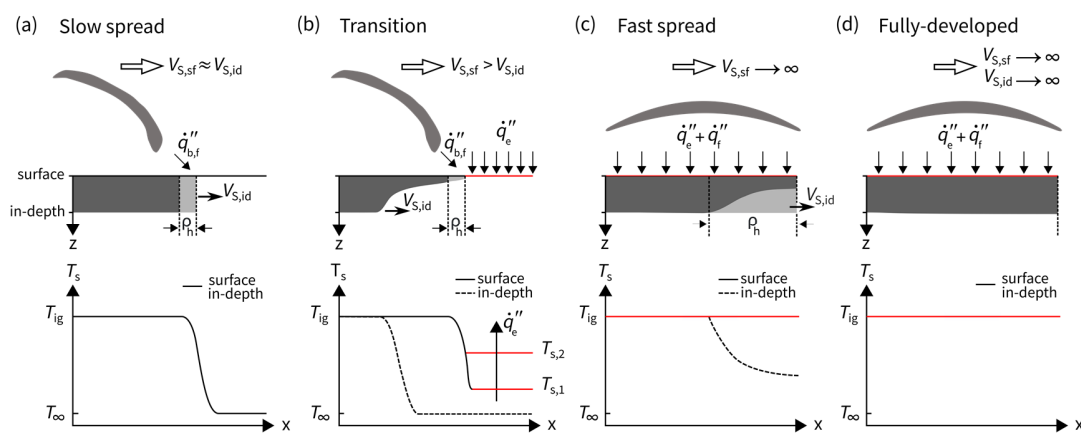 (a) Slow spread
V_S,sf ≈ V_S,id
q̇″_b,f
surface
in-depth
V_S,id
ρ_h
z
T_s
surface
in-depth
T_ig
T_∞
x
(b) Transition
V_S,sf > V_S,id
q̇″_b,f
q̇″_e
V_S,id
ρ_h
z
T_s
surface
in-depth
T_ig
q̇″_e
T_s,2
T_s,1
T_∞
x
(c) Fast spread
V_S,sf → ∞
q̇″_e + q̇″_f
V_S,id
ρ_h
z
T_s
surface
in-depth
T_ig
T_∞
x
(d) Fully-developed
V_S,sf → ∞
V_S,id → ∞
q̇″_e + q̇″_f
z
T_s
surface
in-depth
T_ig
T_∞
x